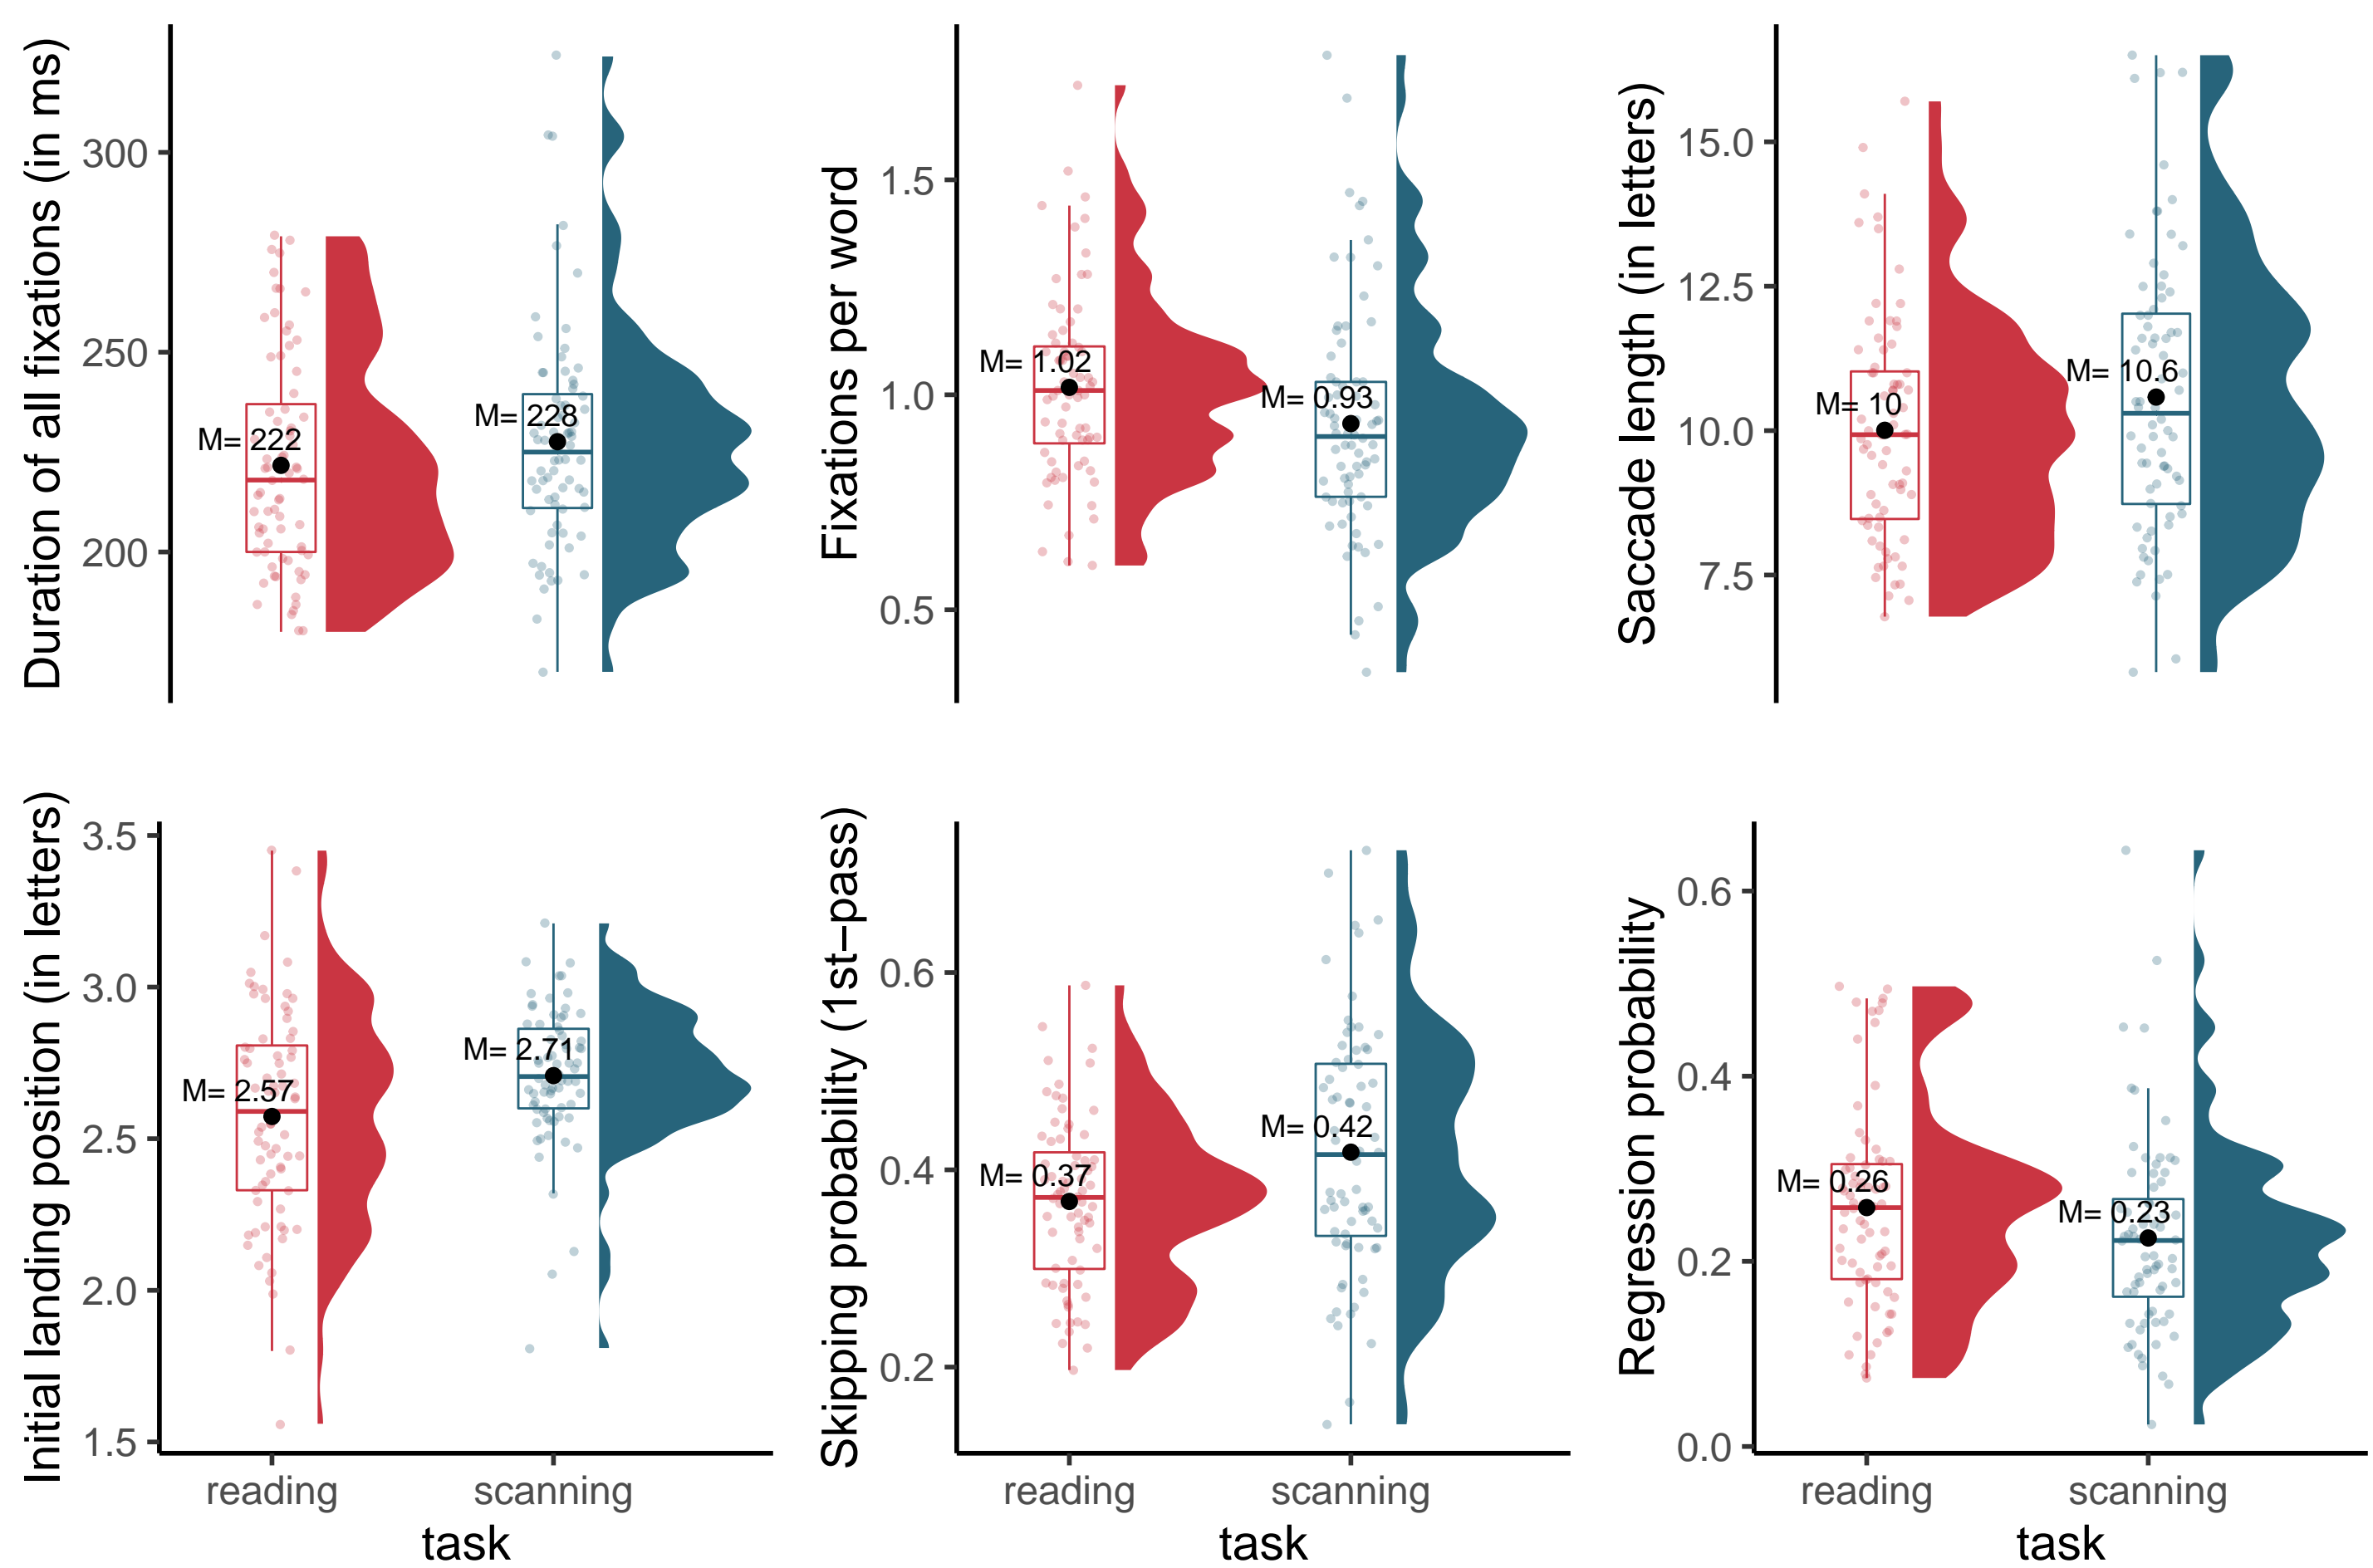 Duration of all fixations (in ms)
300
250
200
M= 222
M= 228
Fixations per word
1.5
1.0
0.5
M= 1.02
M= 0.93
Saccade length (in letters)
15.0
12.5
10.0
7.5
M= 10
M= 10.6
Initial landing position (in letters)
3.5
3.0
2.5
2.0
1.5
M= 2.57
M= 2.71
reading
scanning
task
Skipping probability (1st−pass)
0.6
0.4
0.2
M= 0.37
M= 0.42
reading
scanning
task
Regression probability
0.6
0.4
0.2
0.0
M= 0.26
M= 0.23
reading
scanning
task